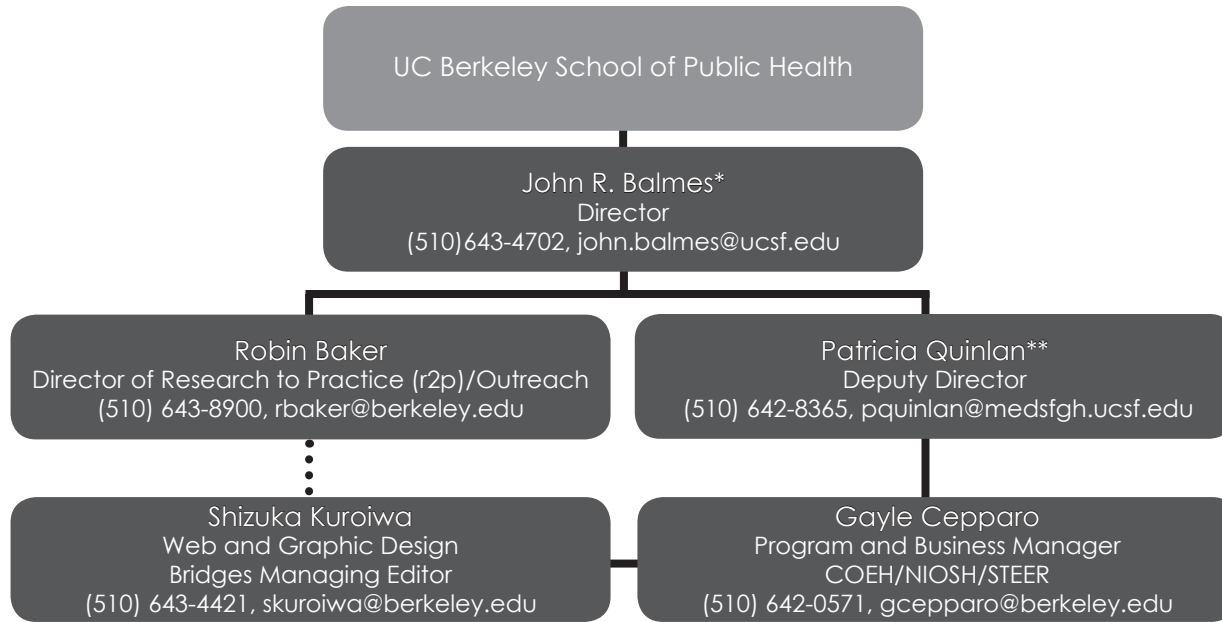 UC Berkeley School of Public Health
John R. Balmes*
Director
(510)643-4702, john.balmes@ucsf.edu
Robin Baker
Director of Research to Practice (r2p)/Outreach
(510) 643-8900, rbaker@berkeley.edu
Patricia Quinlan**
Deputy Director
(510) 642-8365, pquinlan@medsfgh.ucsf.edu
Shizuka Kuroiwa
Web and Graphic Design
Bridges Managing Editor
(510) 643-4421, skuroiwa@berkeley.edu
Gayle Cepparo
Program and Business Manager
COEH/NIOSH/STEER
(510) 642-0571, gcepparo@berkeley.edu